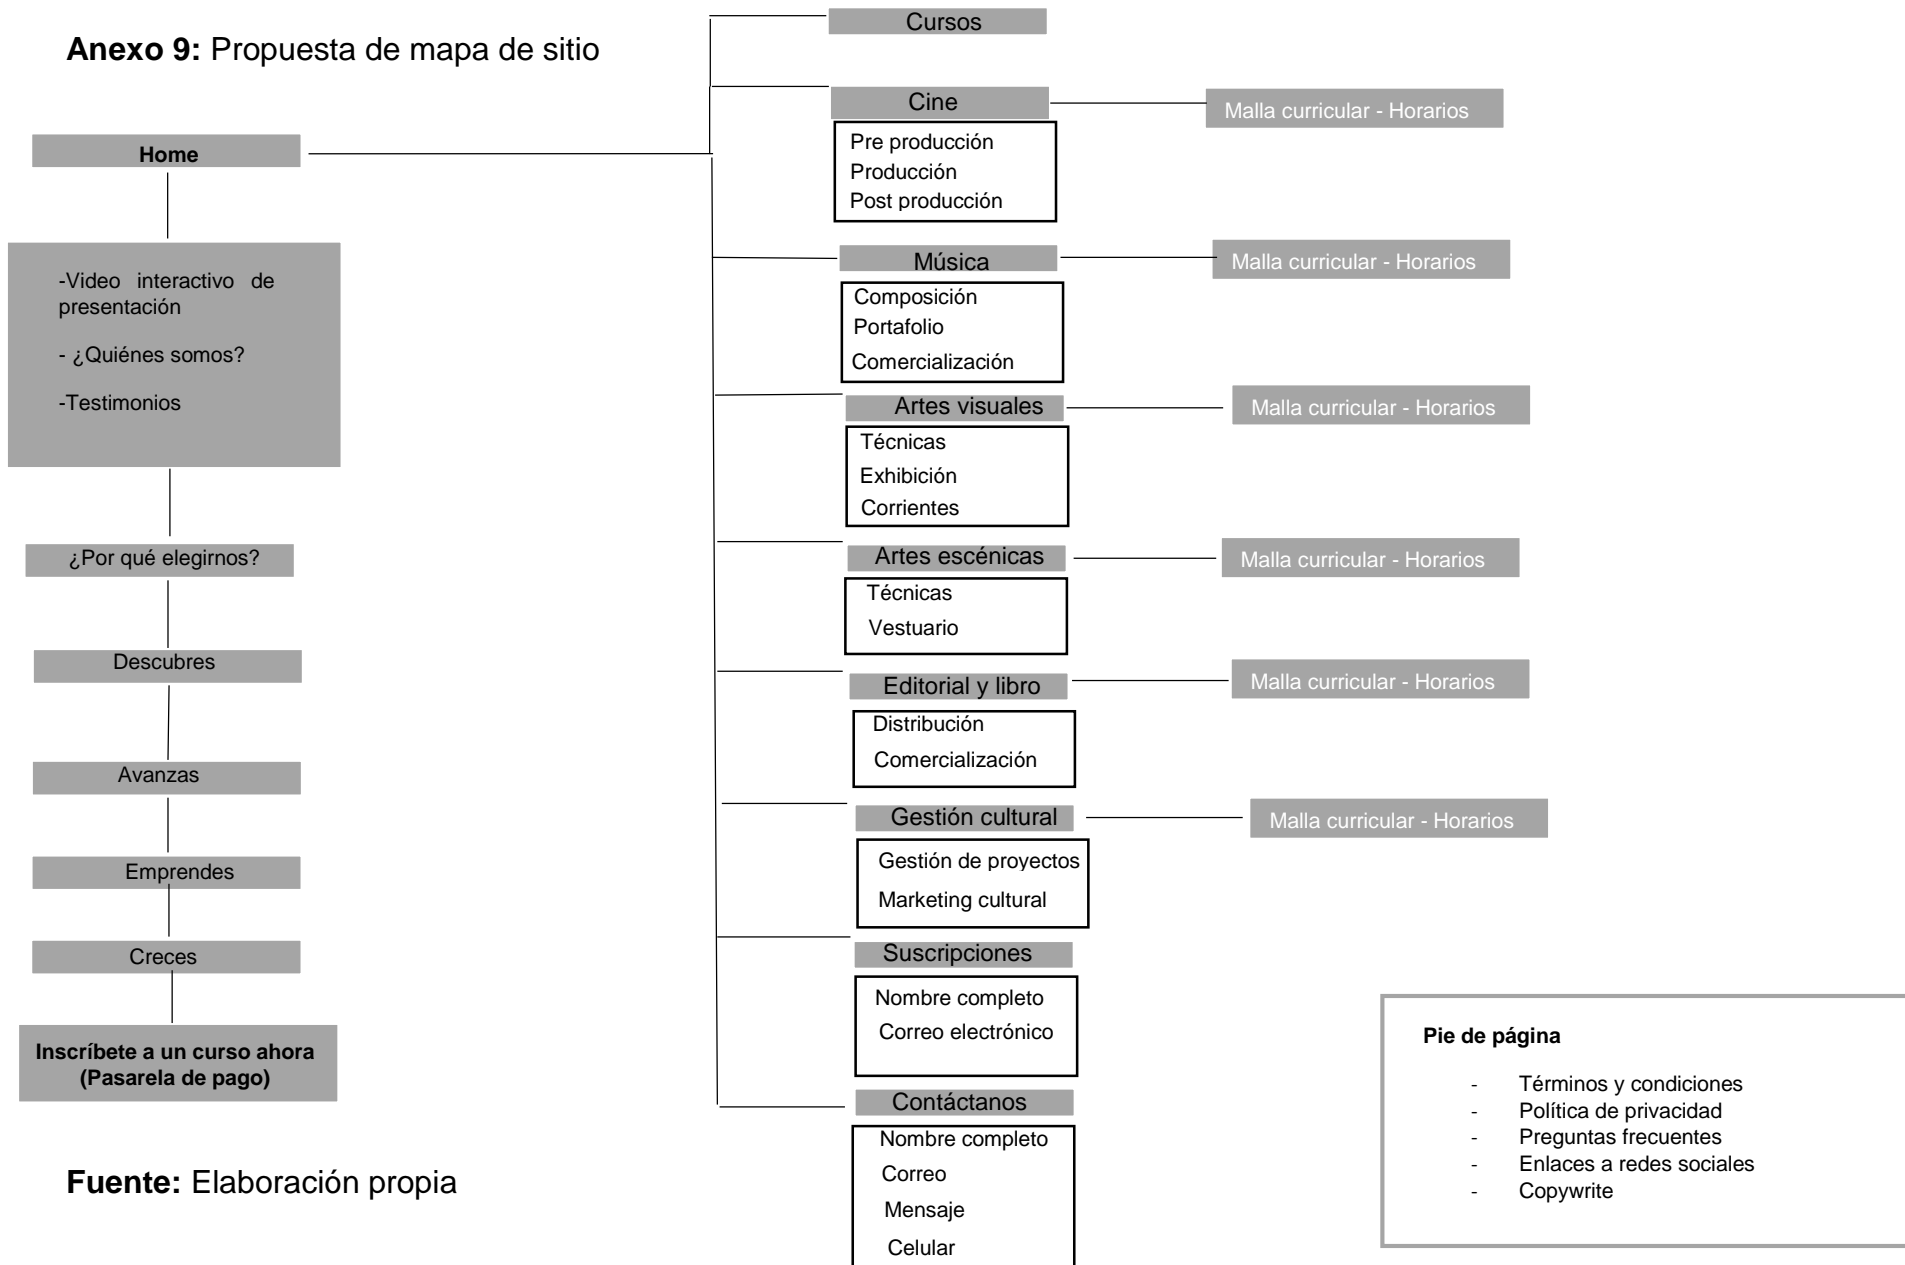 Anexo 9: Propuesta de mapa de sitio
Home
-Video interactivo de
presentación
- ¿Quiénes somos?
-Testimonios
¿Por qué elegirnos?
Descubres
Avanzas
Emprendes
Creces
Inscríbete a un curso ahora
(Pasarela de pago)
Cursos
Cine
Malla curricular - Horarios
Pre producción
Producción
Post producción
Música
Malla curricular - Horarios
Composición
Portafolio
Comercialización
Artes visuales
Malla curricular - Horarios
Técnicas
Exhibición
Corrientes
Artes escénicas
Malla curricular - Horarios
Técnicas
Vestuario
Editorial y libro
Malla curricular - Horarios
Distribución
Comercialización
Gestión cultural
Malla curricular - Horarios
Gestión de proyectos
Marketing cultural
Suscripciones
Nombre completo
Correo electrónico
Contáctanos
Nombre completo
Correo
Mensaje
Celular
Pie de página
- Términos y condiciones
- Política de privacidad
- Preguntas frecuentes
- Enlaces a redes sociales
- Copywrite
Fuente: Elaboración propia